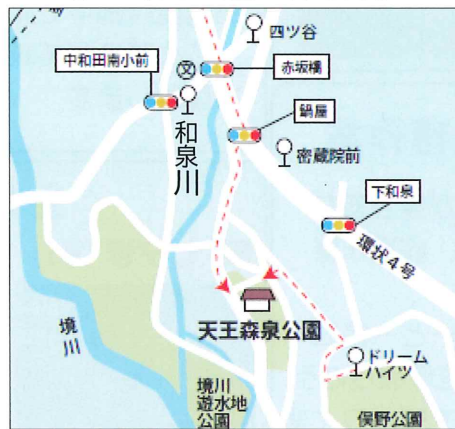 四ツ谷
中和田南小前
赤坂橋
文
鍋屋
和泉川
密蔵院前
下和泉
環状4号
境川
天王森泉公園
ドリーム
ハイツ
境川
遊水地
公園
俣野公園